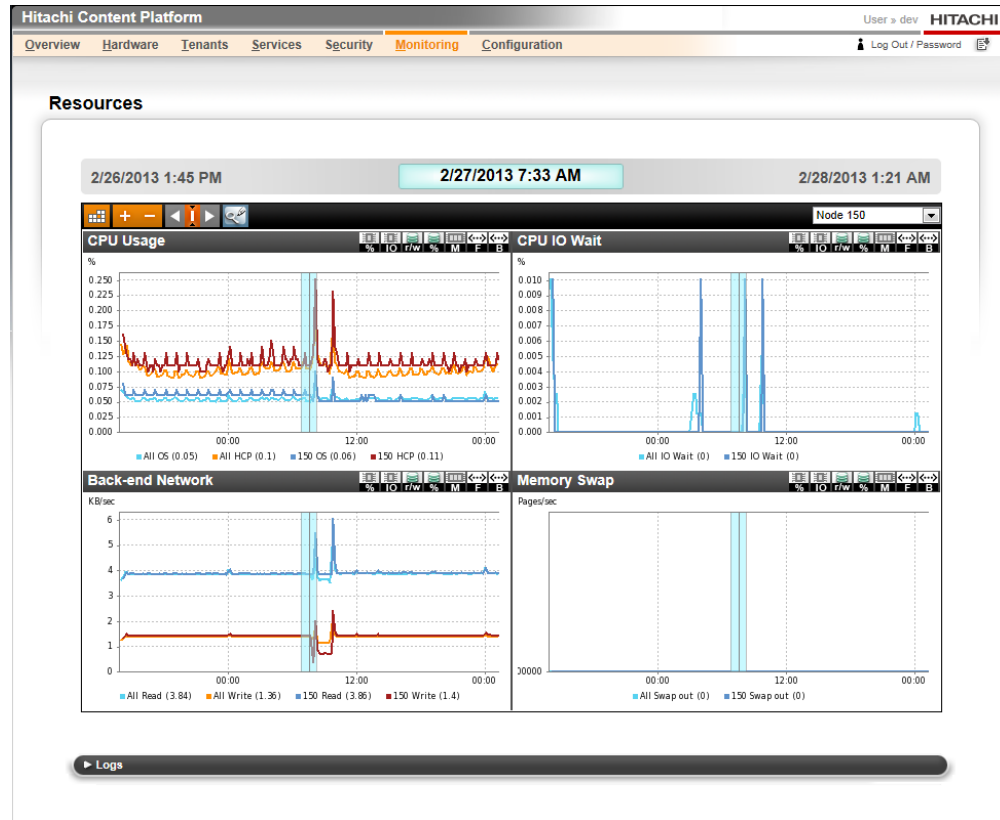 Hitachi Content Platform
User » dev HITACHI
Overview Hardware Tenants Services Security Monitoring Configuration Log Out / Password
Resources
2/26/2013 1:45 PM 2/27/2013 7:33 AM 2/28/2013 1:21 AM
+ − Node 150
CPU Usage % IO r/w % M F B
%
0.250
0.225
0.200
0.175
0.150
0.125
0.100
0.075
0.050
0.025
0.000
00:00 12:00 00:00
All OS (0.05) All HCP (0.1) 150 OS (0.06) 150 HCP (0.11)
CPU IO Wait % IO r/w % M F B
%
0.010
0.009
0.008
0.007
0.006
0.005
0.004
0.003
0.002
0.001
0.000
00:00 12:00 00:00
All IO Wait (0) 150 IO Wait (0)
Back-end Network % IO r/w % M F B
KB/sec
6
5
4
3
2
1
0
00:00 12:00 00:00
All Read (3.84) All Write (1.36) 150 Read (3.86) 150 Write (1.4)
Memory Swap % IO r/w % M F B
Pages/sec
00000
00:00 12:00 00:00
All Swap out (0) 150 Swap out (0)
Logs